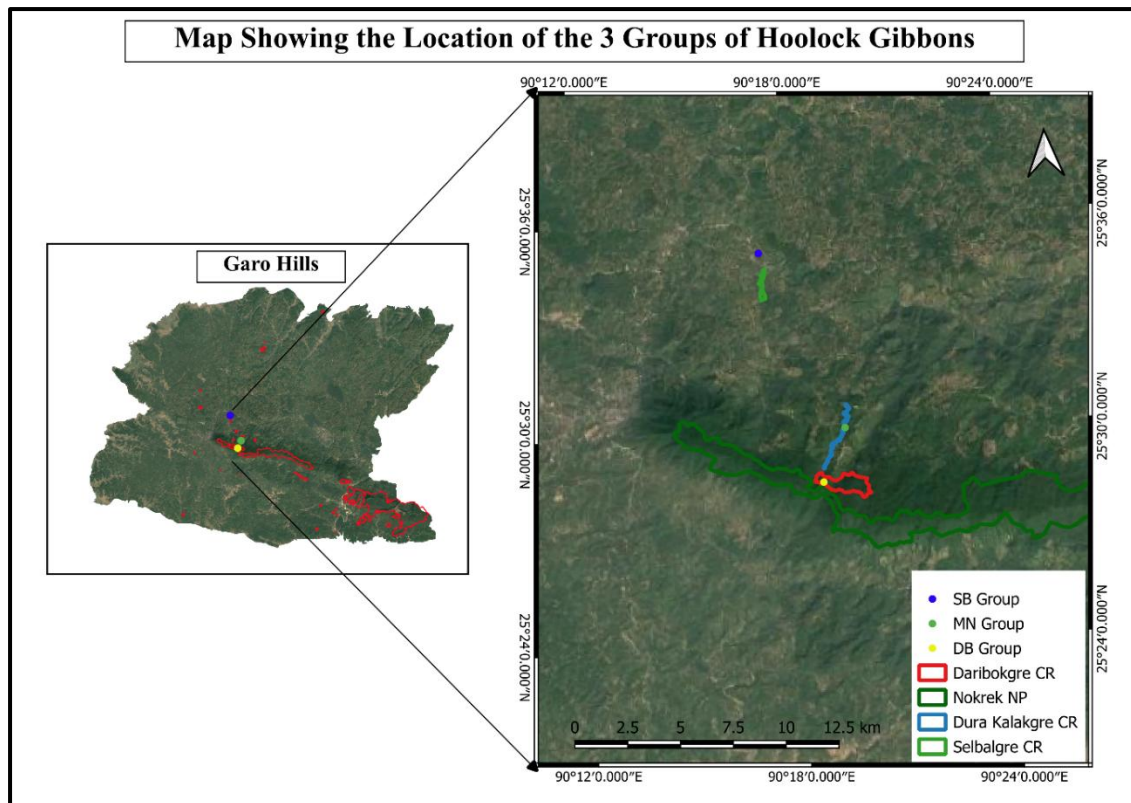 Map Showing the Location of the 3 Groups of Hoolock Gibbons
90°12'0.000"E 90°18'0.000"E 90°24'0.000"E
Garo Hills
25°36'0.000"N
25°30'0.000"N
25°24'0.000"N
25°36'0.000"N
25°30'0.000"N
25°24'0.000"N
SB Group
MN Group
DB Group
Daribokgre CR
Nokrek NP
Dura Kalakgre CR
Selbalgre CR
0 2.5 5 7.5 10 12.5 km
90°12'0.000"E 90°18'0.000"E 90°24'0.000"E